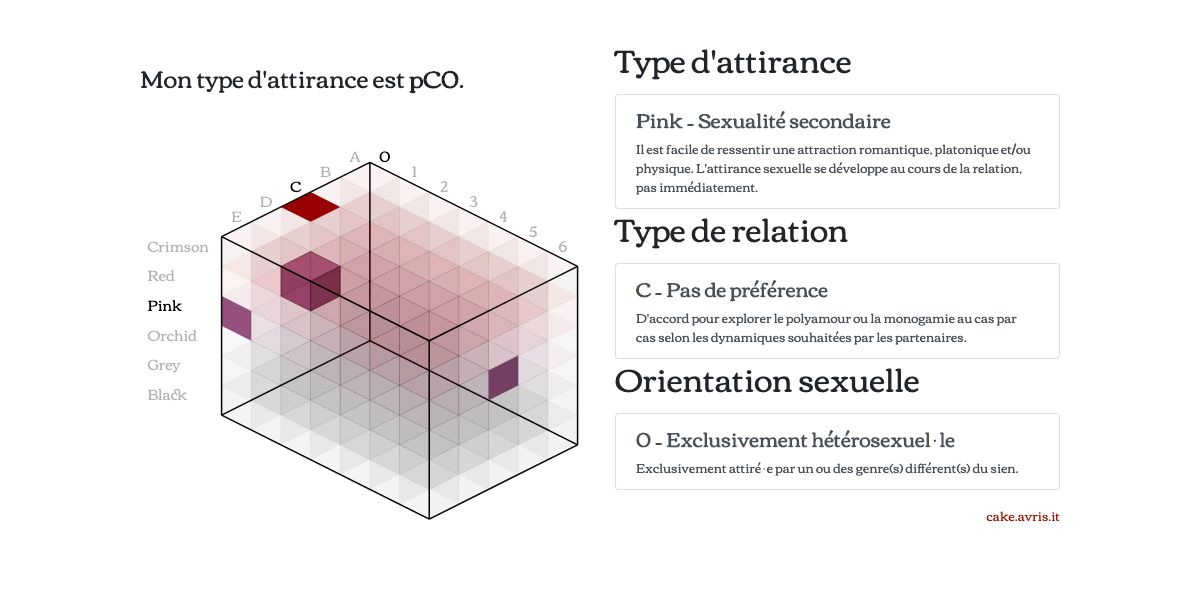 Mon type d'attirance est pCO.
A
O
B
1
C
2
D
3
E
4
5
6
Crimson
Red
Pink
Orchid
Grey
Black
Type d'attirance
Pink - Sexualité secondaire
Il est facile de ressentir une attraction romantique, platonique et/ou
physique. L'attirance sexuelle se développe au cours de la relation,
pas immédiatement.
Type de relation
C - Pas de préférence
D'accord pour explorer le polyamour ou la monogamie au cas par
cas selon les dynamiques souhaitées par les partenaires.
Orientation sexuelle
O - Exclusivement hétérosexuel·le
Exclusivement attiré·e par un ou des genre(s) différent(s) du sien.
cake.avris.it